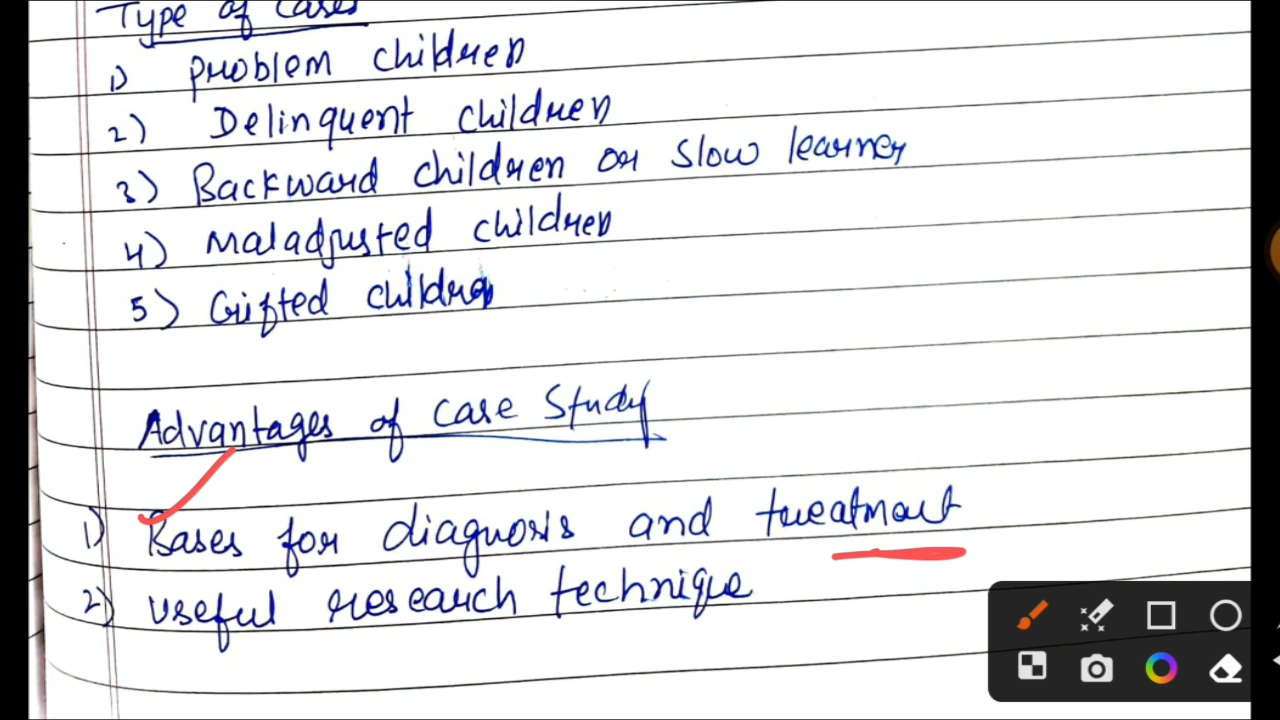 Type of Cases
1) Problem children
2) Delinquent children
3) Backward children or slow learner
4) Maladjusted children
5) Gifted children
Advantages of Case Study
1) Bases for diagnosis and treatment
2) useful research technique